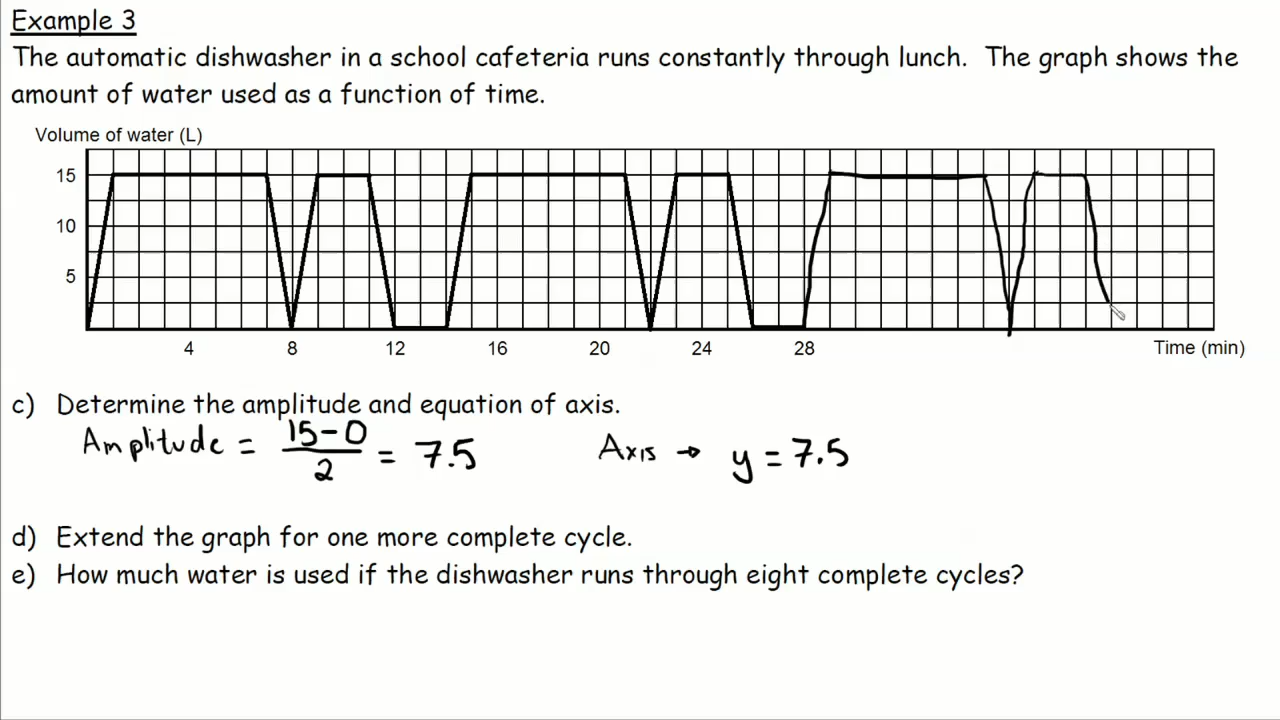 Example 3
The automatic dishwasher in a school cafeteria runs constantly through lunch. The graph shows the
amount of water used as a function of time.
Volume of water (L)
15
10
5
4 8 12 16 20 24 28 Time (min)
c) Determine the amplitude and equation of axis.
Amplitude = 15-0 / 2 = 7.5 Axis → y = 7.5
d) Extend the graph for one more complete cycle.
e) How much water is used if the dishwasher runs through eight complete cycles?